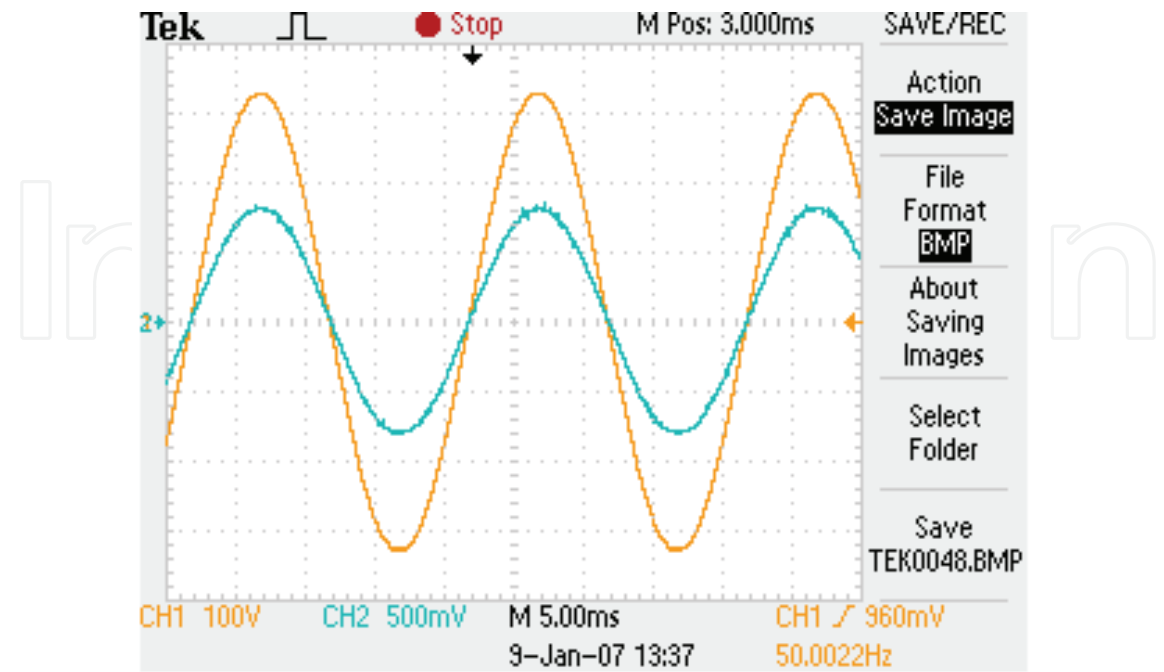 Tek Stop M Pos: 3.000ms SAVE/REC
Action
Save Image
File
Format
BMP
About
Saving
Images
Select
Folder
Save
TEK0048.BMP
2
CH1 100V CH2 500mV M 5.00ms CH1 960mV
9-Jan-07 13:37 50.0022Hz